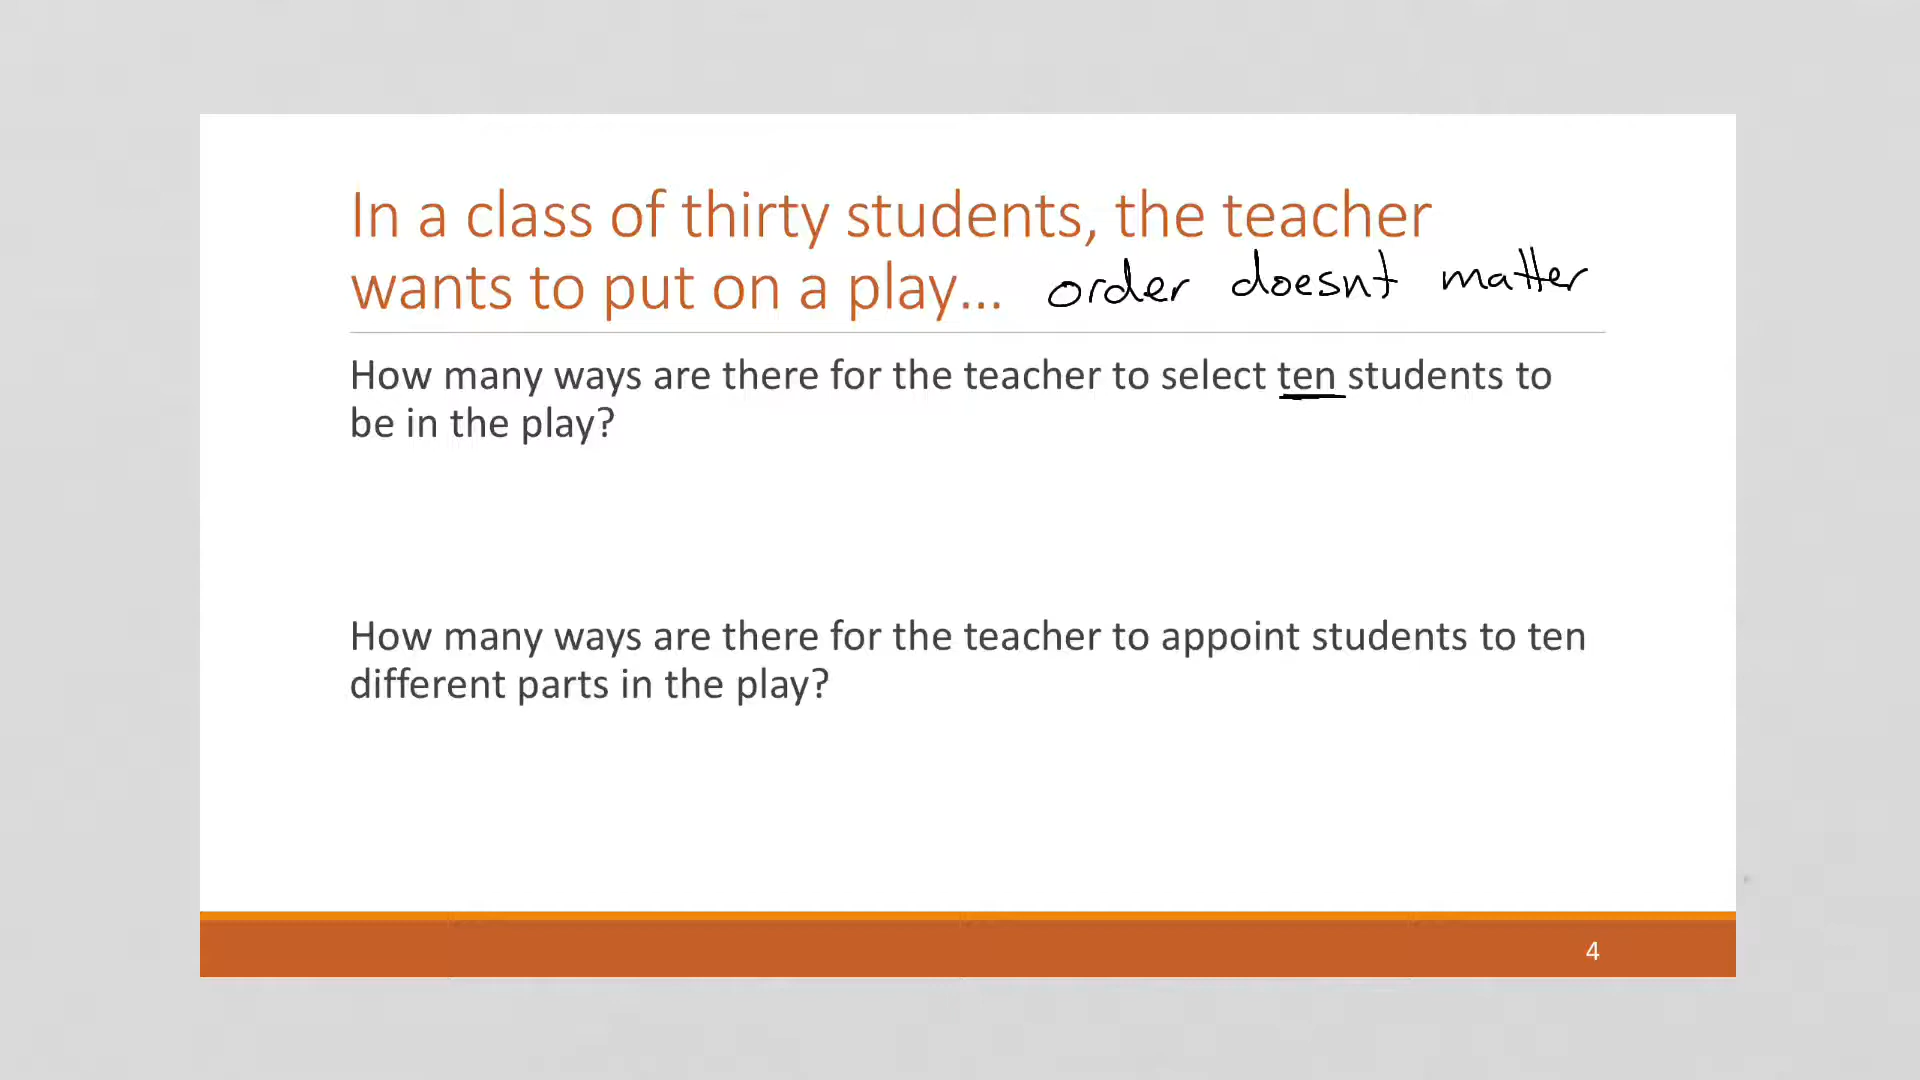 In a class of thirty students, the teacher
wants to put on a play... order doesnt matter
How many ways are there for the teacher to select ten students to
be in the play?
How many ways are there for the teacher to appoint students to ten
different parts in the play?
4